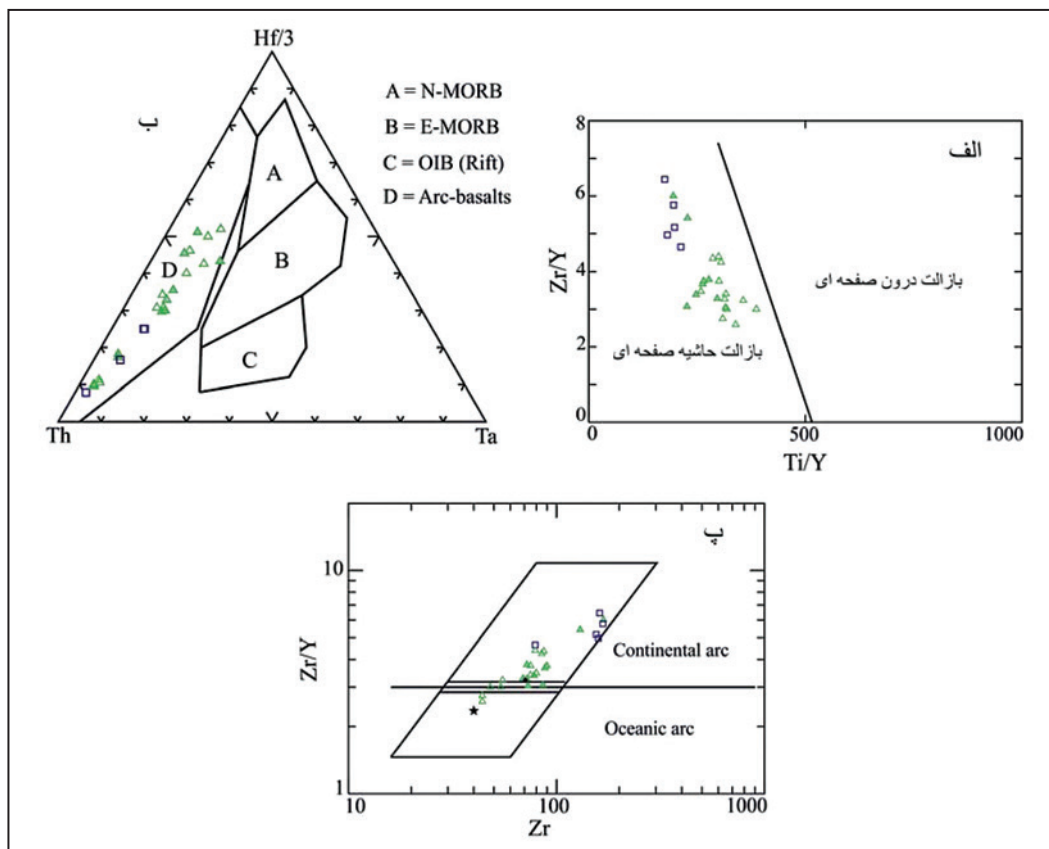 Hf/3
ب
A = N-MORB
B = E-MORB
C = OIB (Rift)
D = Arc-basalts
A
B
C
D
Th
Ta
الف
8
6
4
2
0
Zr/Y
بازالت درون صفحه ای
بازالت حاشیه صفحه ای
0
500
1000
Ti/Y
پ
10
1
Zr/Y
Continental arc
Oceanic arc
10
100
1000
Zr